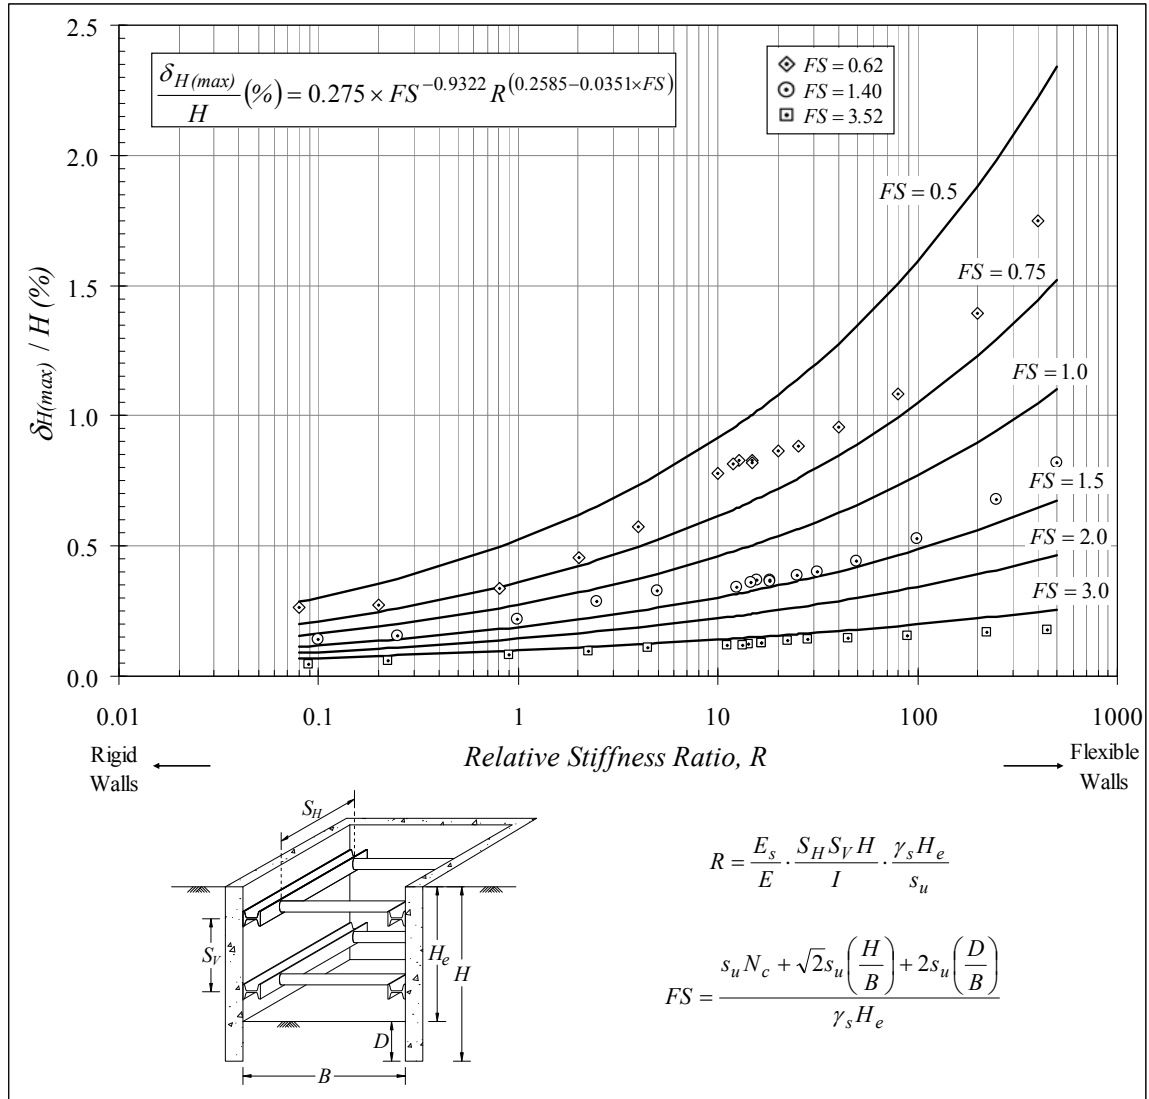 2.5
2.0
1.5
1.0
0.5
0.0
δH(max) / H (%)
δH(max)/H (%) = 0.275 × FS^−0.9322 R^(0.2585−0.0351×FS)
FS = 0.62
FS = 1.40
FS = 3.52
FS = 0.5
FS = 0.75
FS = 1.0
FS = 1.5
FS = 2.0
FS = 3.0
0.01 0.1 1 10 100 1000
Rigid
Walls
Relative Stiffness Ratio, R
Flexible
Walls
SH
SV
He
H
D
B
R = Es/E · SH SV H/I · γs He/su
FS = (su Nc + √2 su (H/B) + 2su (D/B)) / γs He